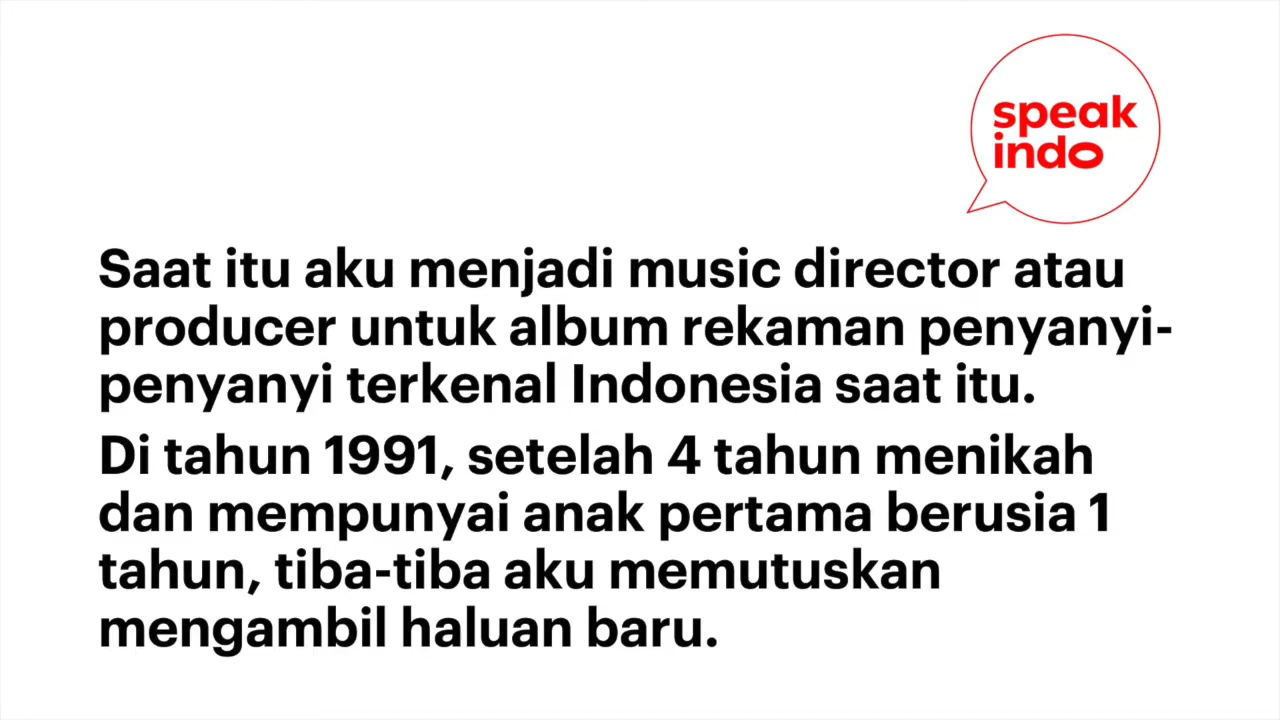 speak
indo
Saat itu aku menjadi music director atau
producer untuk album rekaman penyanyi-
penyanyi terkenal Indonesia saat itu.
Di tahun 1991, setelah 4 tahun menikah
dan mempunyai anak pertama berusia 1
tahun, tiba-tiba aku memutuskan
mengambil haluan baru.